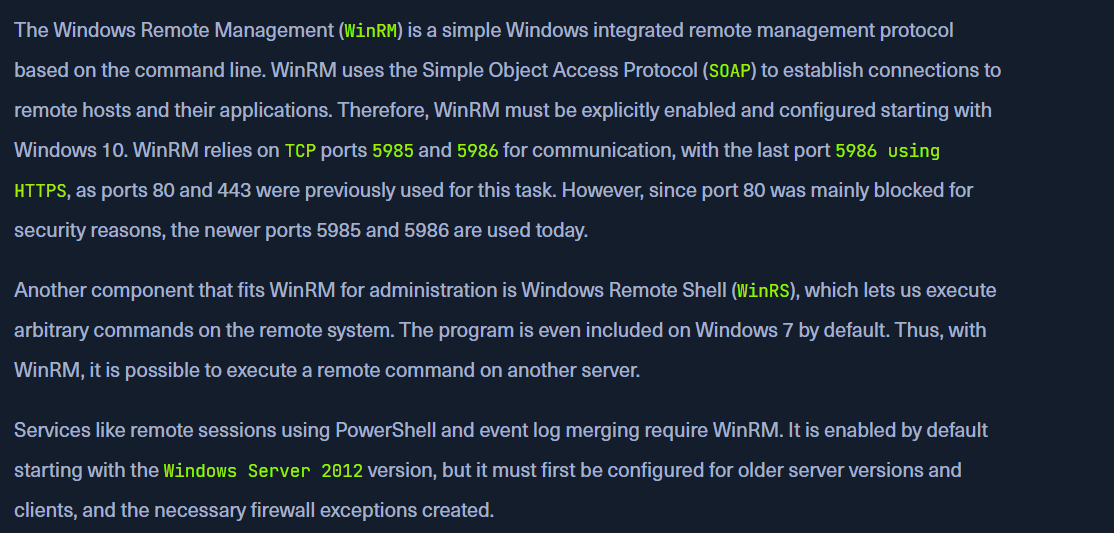 The Windows Remote Management (WinRM) is a simple Windows integrated remote management protocol
based on the command line. WinRM uses the Simple Object Access Protocol (SOAP) to establish connections to
remote hosts and their applications. Therefore, WinRM must be explicitly enabled and configured starting with
Windows 10. WinRM relies on TCP ports 5985 and 5986 for communication, with the last port 5986 using
HTTPS, as ports 80 and 443 were previously used for this task. However, since port 80 was mainly blocked for
security reasons, the newer ports 5985 and 5986 are used today.
Another component that fits WinRM for administration is Windows Remote Shell (WinRS), which lets us execute
arbitrary commands on the remote system. The program is even included on Windows 7 by default. Thus, with
WinRM, it is possible to execute a remote command on another server.
Services like remote sessions using PowerShell and event log merging require WinRM. It is enabled by default
starting with the Windows Server 2012 version, but it must first be configured for older server versions and
clients, and the necessary firewall exceptions created.